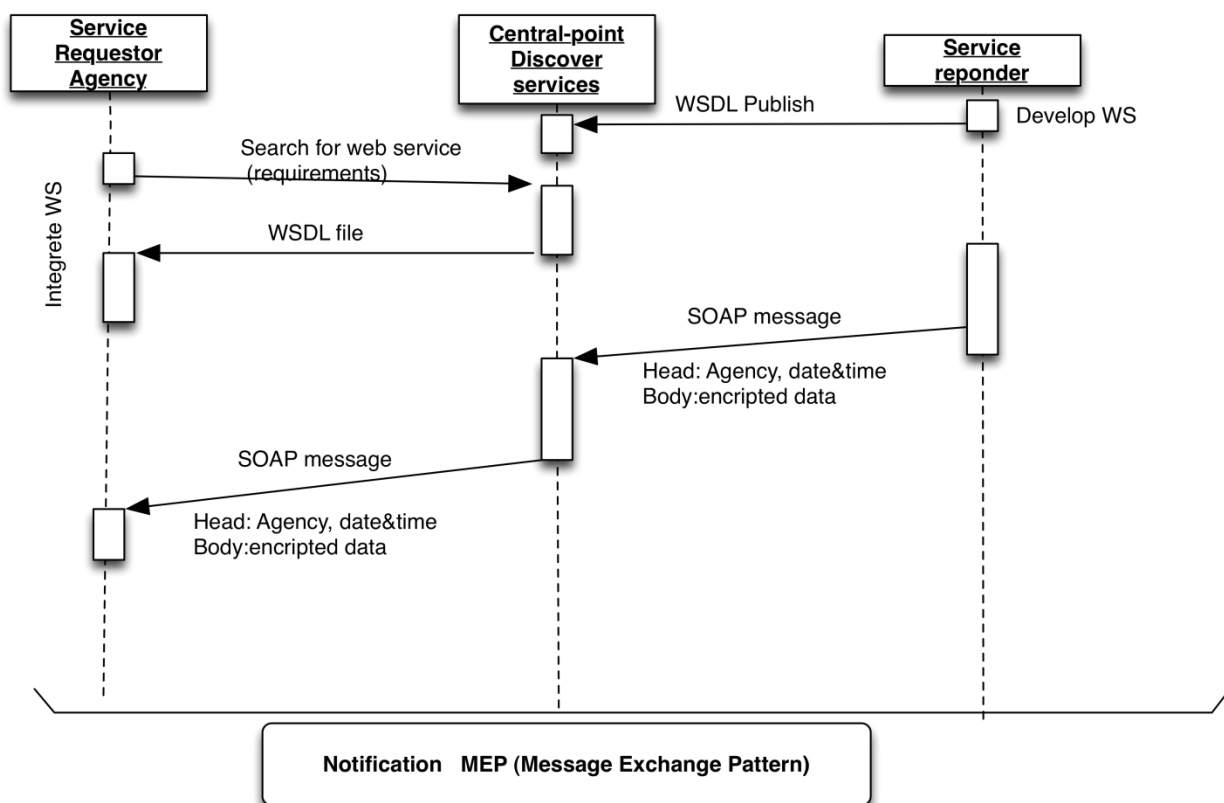 Service
Requestor
Agency
Central-point
Discover
services
Service
reponder
WSDL Publish
Develop WS
Search for web service
(requirements)
Integrete WS
WSDL file
SOAP message
Head: Agency, date&time
Body:encripted data
SOAP message
Head: Agency, date&time
Body:encripted data
Notification MEP (Message Exchange Pattern)